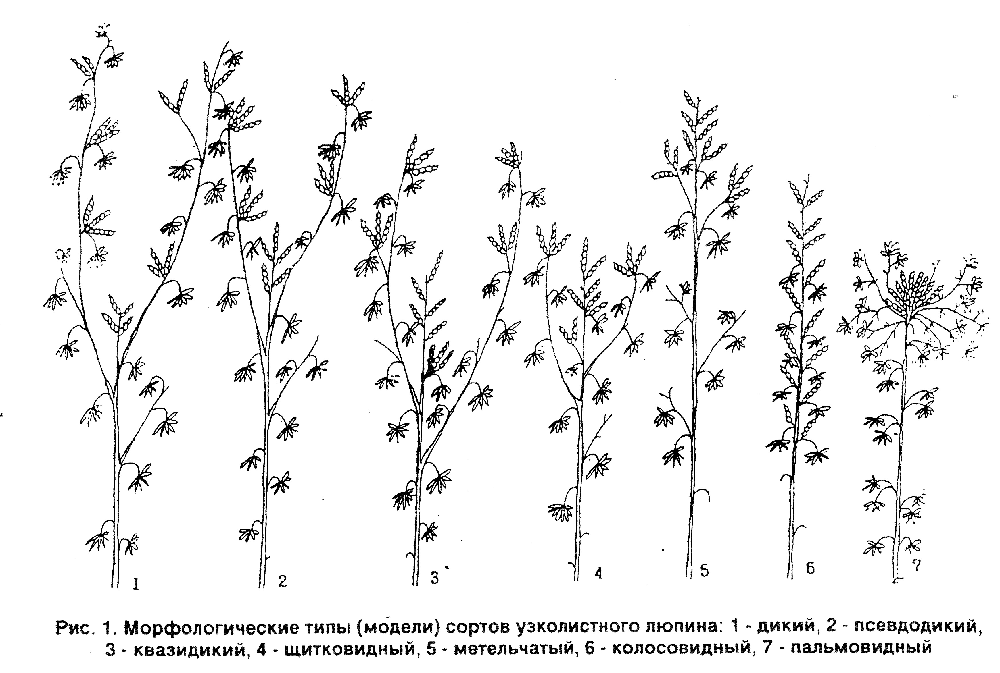 1 2 3 4 5 6 7
Рис. 1. Морфологические типы (модели) сортов узколистного люпина: 1 - дикий, 2 - псевдодикий,
3 - квазидикий, 4 - щитковидный, 5 - метельчатый, 6 - колосовидный, 7 - пальмовидный